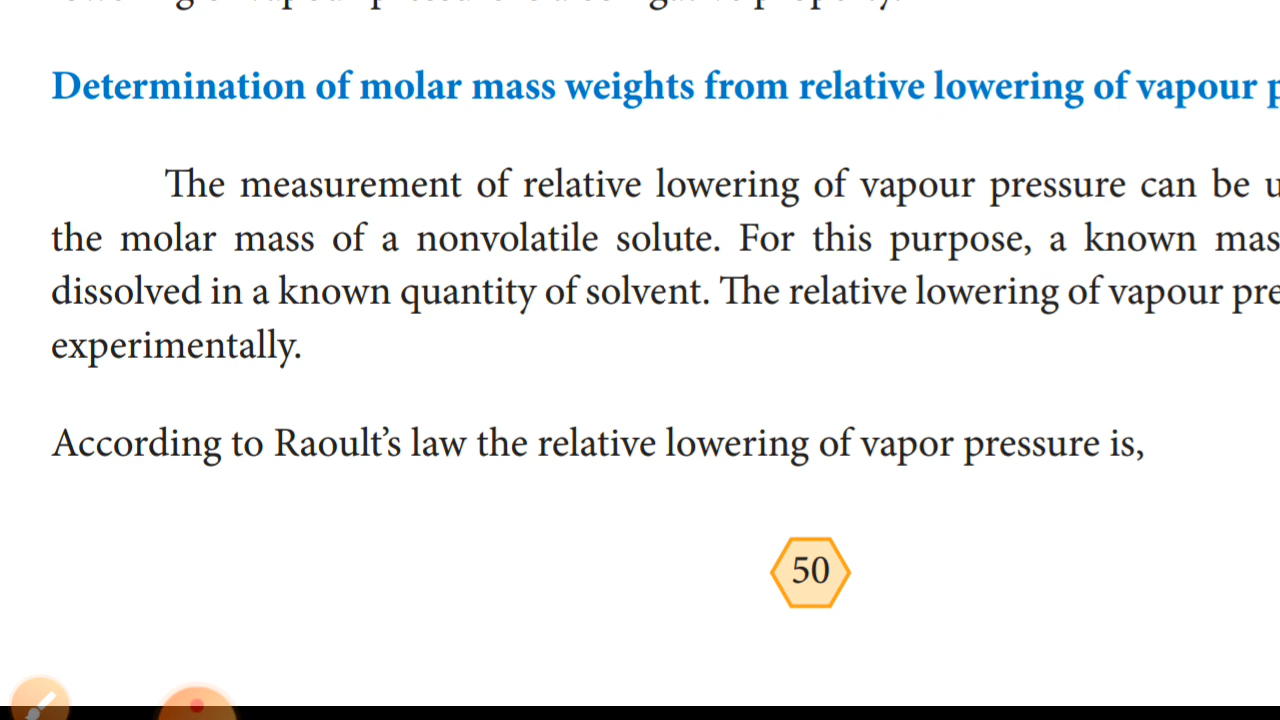 Determination of molar mass weights from relative lowering of vapour
The measurement of relative lowering of vapour pressure can be
the molar mass of a nonvolatile solute. For this purpose, a known
dissolved in a known quantity of solvent. The relative lowering of vapour
experimentally.
According to Raoult's law the relative lowering of vapor pressure is,
50